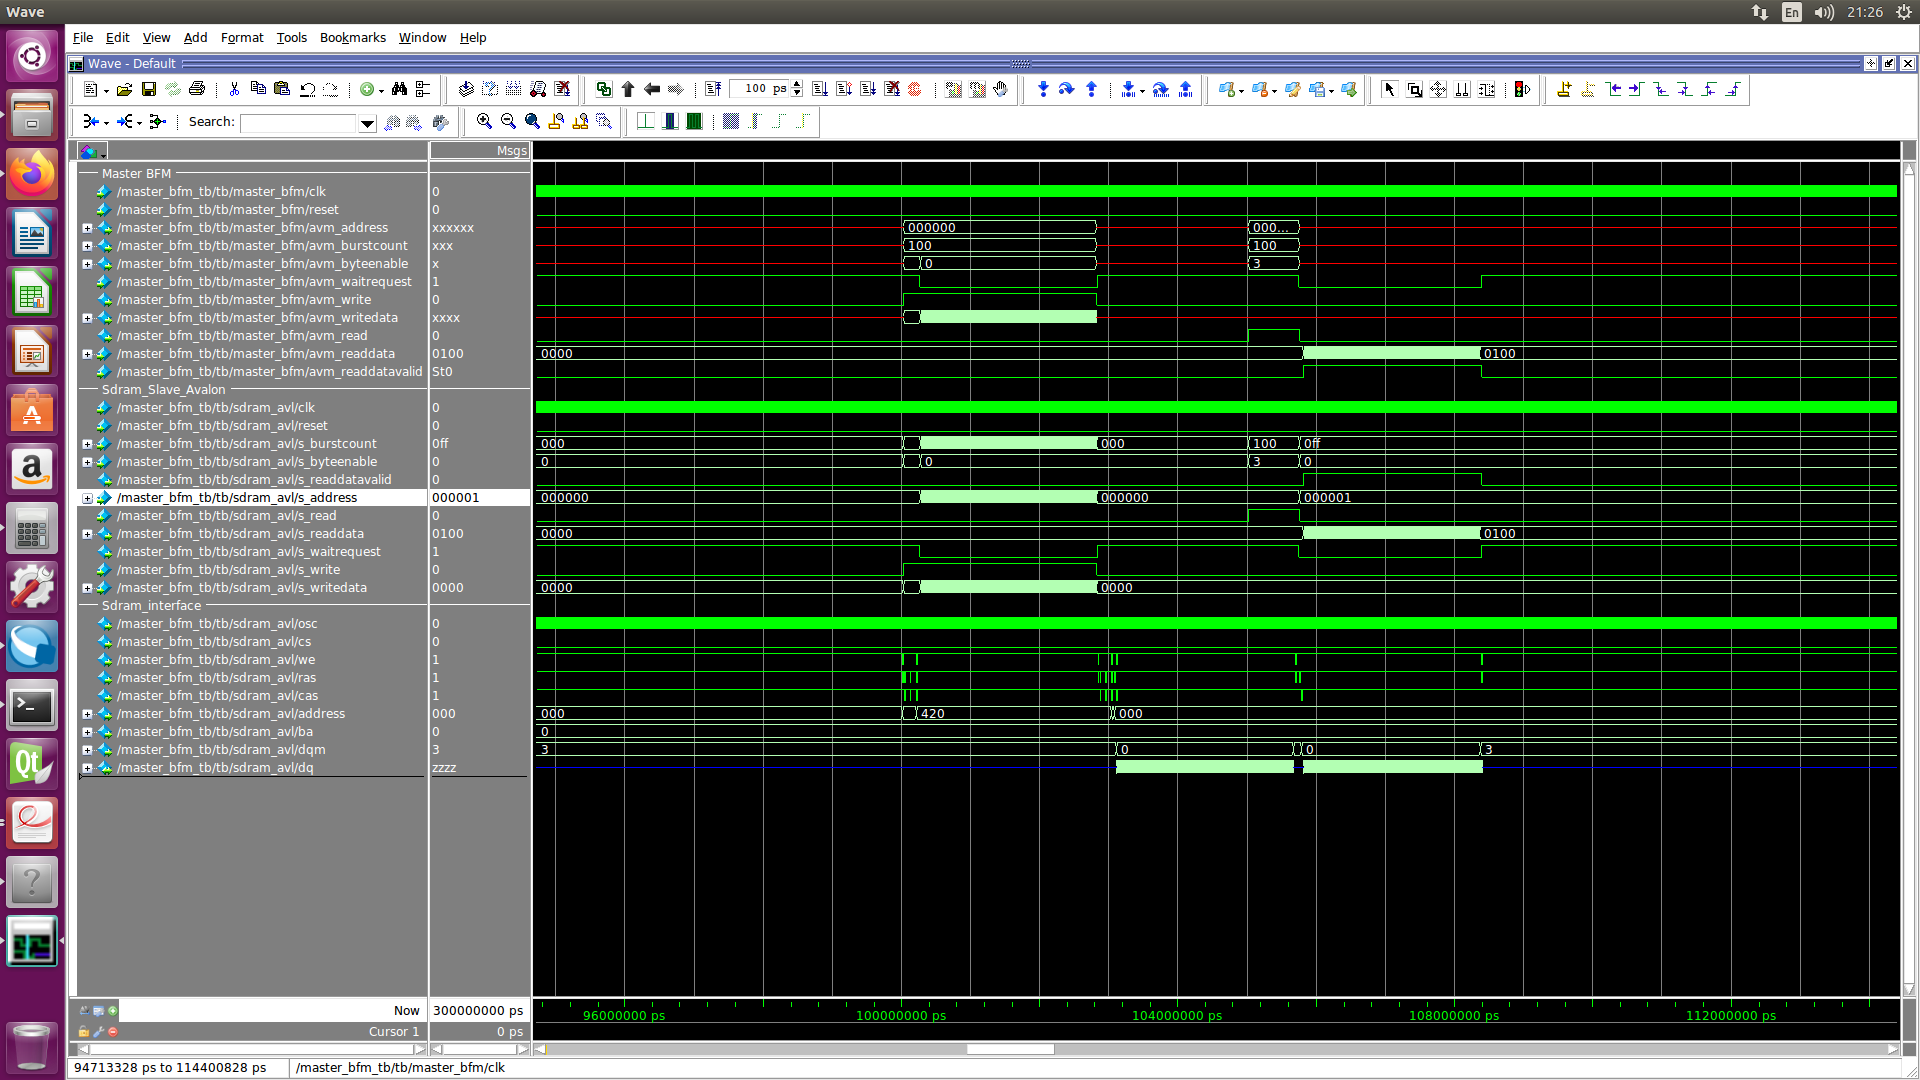 Wave
En
21:26
File Edit View Add Format Tools Bookmarks Window Help
Wave - Default
100 ps
Search:
Msgs
Master BFM
/master_bfm_tb/tb/master_bfm/clk 0
/master_bfm_tb/tb/master_bfm/reset 0
/master_bfm_tb/tb/master_bfm/avm_address xxxxxx 000000 000...
/master_bfm_tb/tb/master_bfm/avm_burstcount xxx 100 100
/master_bfm_tb/tb/master_bfm/avm_byteenable x 0 3
/master_bfm_tb/tb/master_bfm/avm_waitrequest 1
/master_bfm_tb/tb/master_bfm/avm_write 0
/master_bfm_tb/tb/master_bfm/avm_writedata xxxx
/master_bfm_tb/tb/master_bfm/avm_read 0
/master_bfm_tb/tb/master_bfm/avm_readdata 0100 0000 0100
/master_bfm_tb/tb/master_bfm/avm_readdatavalid St0
Sdram_Slave_Avalon
/master_bfm_tb/tb/sdram_avl/clk 0
/master_bfm_tb/tb/sdram_avl/reset 0
/master_bfm_tb/tb/sdram_avl/s_burstcount 0ff 000 000 100 0ff
/master_bfm_tb/tb/sdram_avl/s_byteenable 0 0 0 3 0
/master_bfm_tb/tb/sdram_avl/s_readdatavalid 0
/master_bfm_tb/tb/sdram_avl/s_address 000001 000000 000000 000001
/master_bfm_tb/tb/sdram_avl/s_read 0
/master_bfm_tb/tb/sdram_avl/s_readdata 0100 0000 0100
/master_bfm_tb/tb/sdram_avl/s_waitrequest 1
/master_bfm_tb/tb/sdram_avl/s_write 0
/master_bfm_tb/tb/sdram_avl/s_writedata 0000 0000 0000
Sdram_interface
/master_bfm_tb/tb/sdram_avl/osc 0
/master_bfm_tb/tb/sdram_avl/cs 0
/master_bfm_tb/tb/sdram_avl/we 1
/master_bfm_tb/tb/sdram_avl/ras 1
/master_bfm_tb/tb/sdram_avl/cas 1
/master_bfm_tb/tb/sdram_avl/address 000 000 420 000
/master_bfm_tb/tb/sdram_avl/ba 0 0
/master_bfm_tb/tb/sdram_avl/dqm 3 3 0 0 3
/master_bfm_tb/tb/sdram_avl/dq zzzz
Now 300000000 ps
Cursor 1 0 ps
96000000 ps 100000000 ps 104000000 ps 108000000 ps 112000000 ps
94713328 ps to 114400828 ps /master_bfm_tb/tb/master_bfm/clk